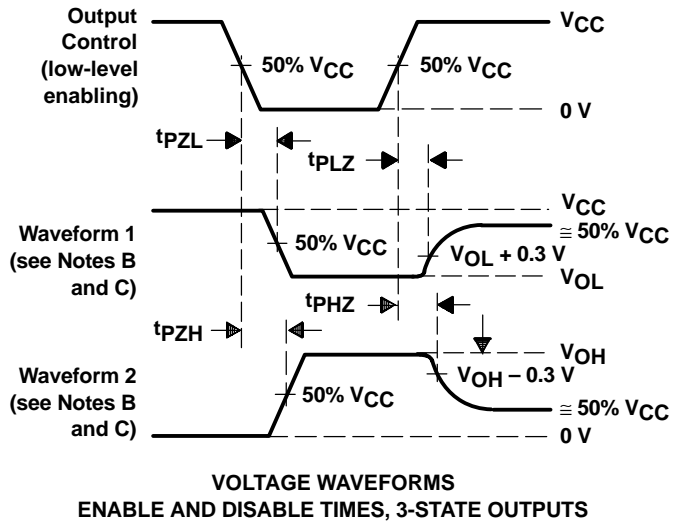 Output
Control
(low-level
enabling)
50% VCC
50% VCC
VCC
0 V
tPZL
tPLZ
Waveform 1
(see Notes B
and C)
50% VCC
VCC
≅ 50% VCC
VOL + 0.3 V
VOL
tPZH
tPHZ
Waveform 2
(see Notes B
and C)
50% VCC
VOH
VOH – 0.3 V
≅ 50% VCC
0 V
VOLTAGE WAVEFORMS
ENABLE AND DISABLE TIMES, 3-STATE OUTPUTS